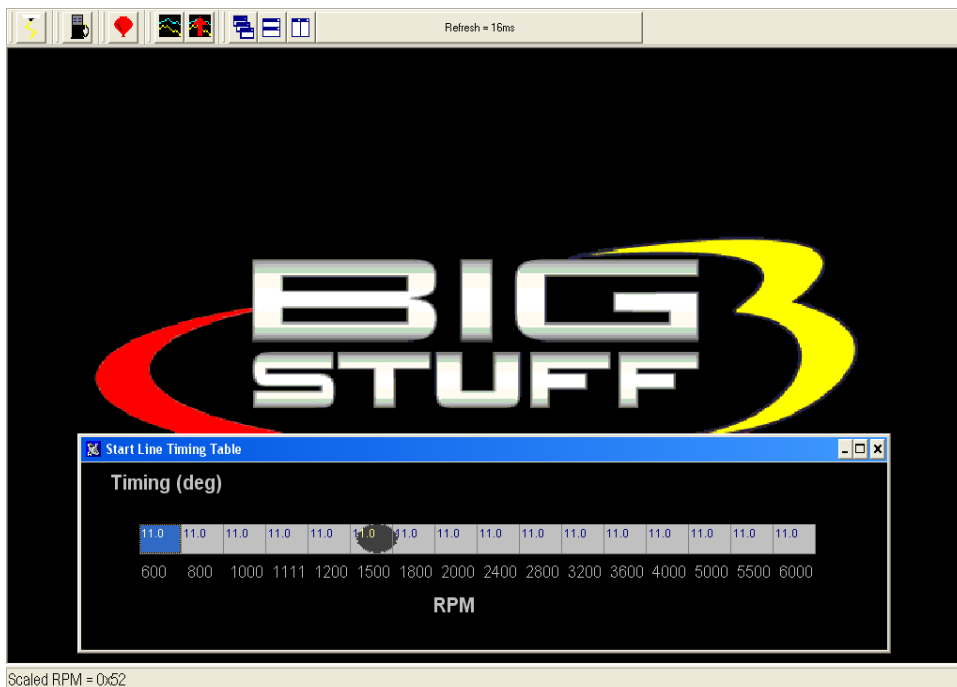 Refresh = 16ms
BIG 3
STUFF
Start Line Timing Table
Timing (deg)
11.0 11.0 11.0 11.0 11.0 11.0 11.0 11.0 11.0 11.0 11.0 11.0 11.0 11.0 11.0 11.0
600 800 1000 1111 1200 1500 1800 2000 2400 2800 3200 3600 4000 5000 5500 6000
RPM
Scaled RPM = 0x52